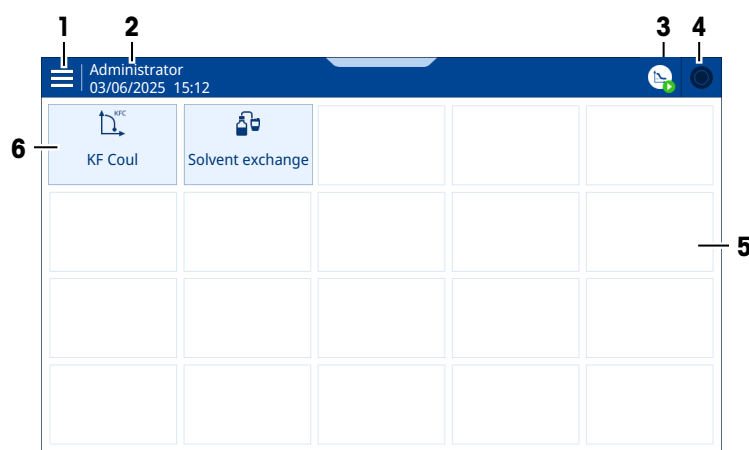 1 2 3 4
Administrator
03/06/2025 15:12
KFC
6
KF Coul Solvent exchange
5